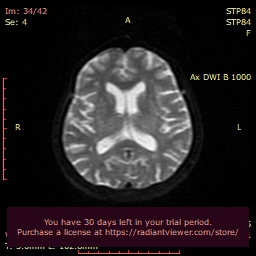 Im: 34/42
Se: 4
A
STP84
STP84
F
Ax DWI B 1000
R
L
You have 30 days left in your trial period.
Purchase a license at https://radiantviewer.com/store/